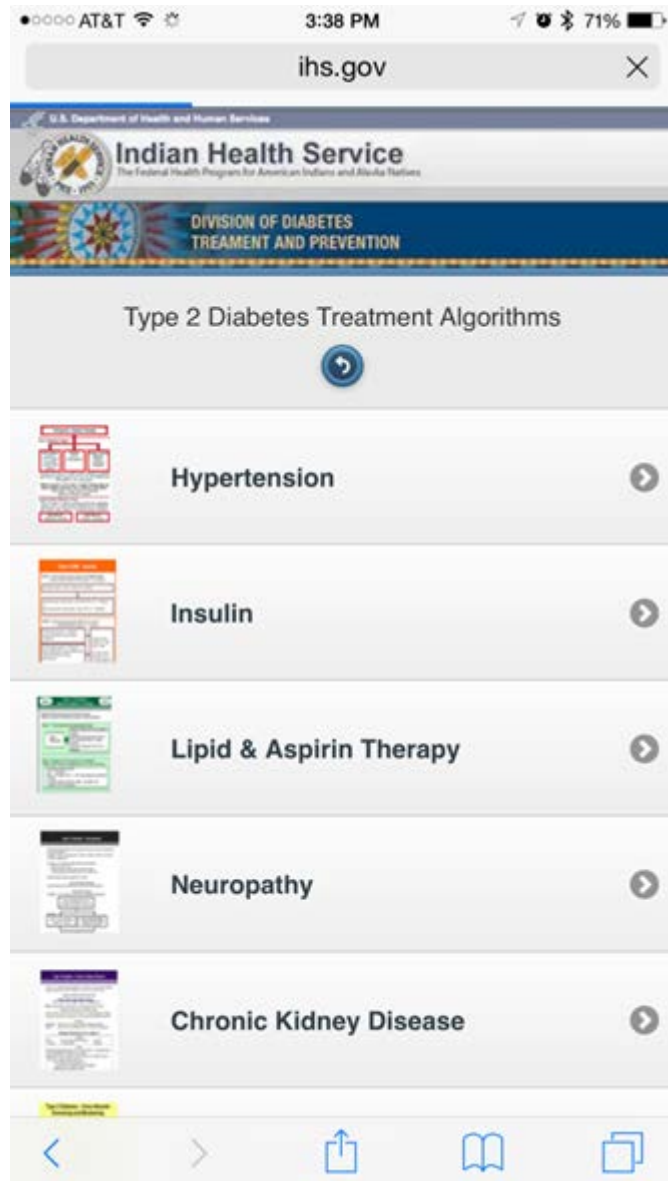 AT&T 3:38 PM 71%
ihs.gov
U.S. Department of Health and Human Services
Indian Health Service
The Federal Health Program for American Indians and Alaska Natives
DIVISION OF DIABETES
TREAMENT AND PREVENTION
Type 2 Diabetes Treatment Algorithms
Hypertension
Insulin
Lipid & Aspirin Therapy
Neuropathy
Chronic Kidney Disease